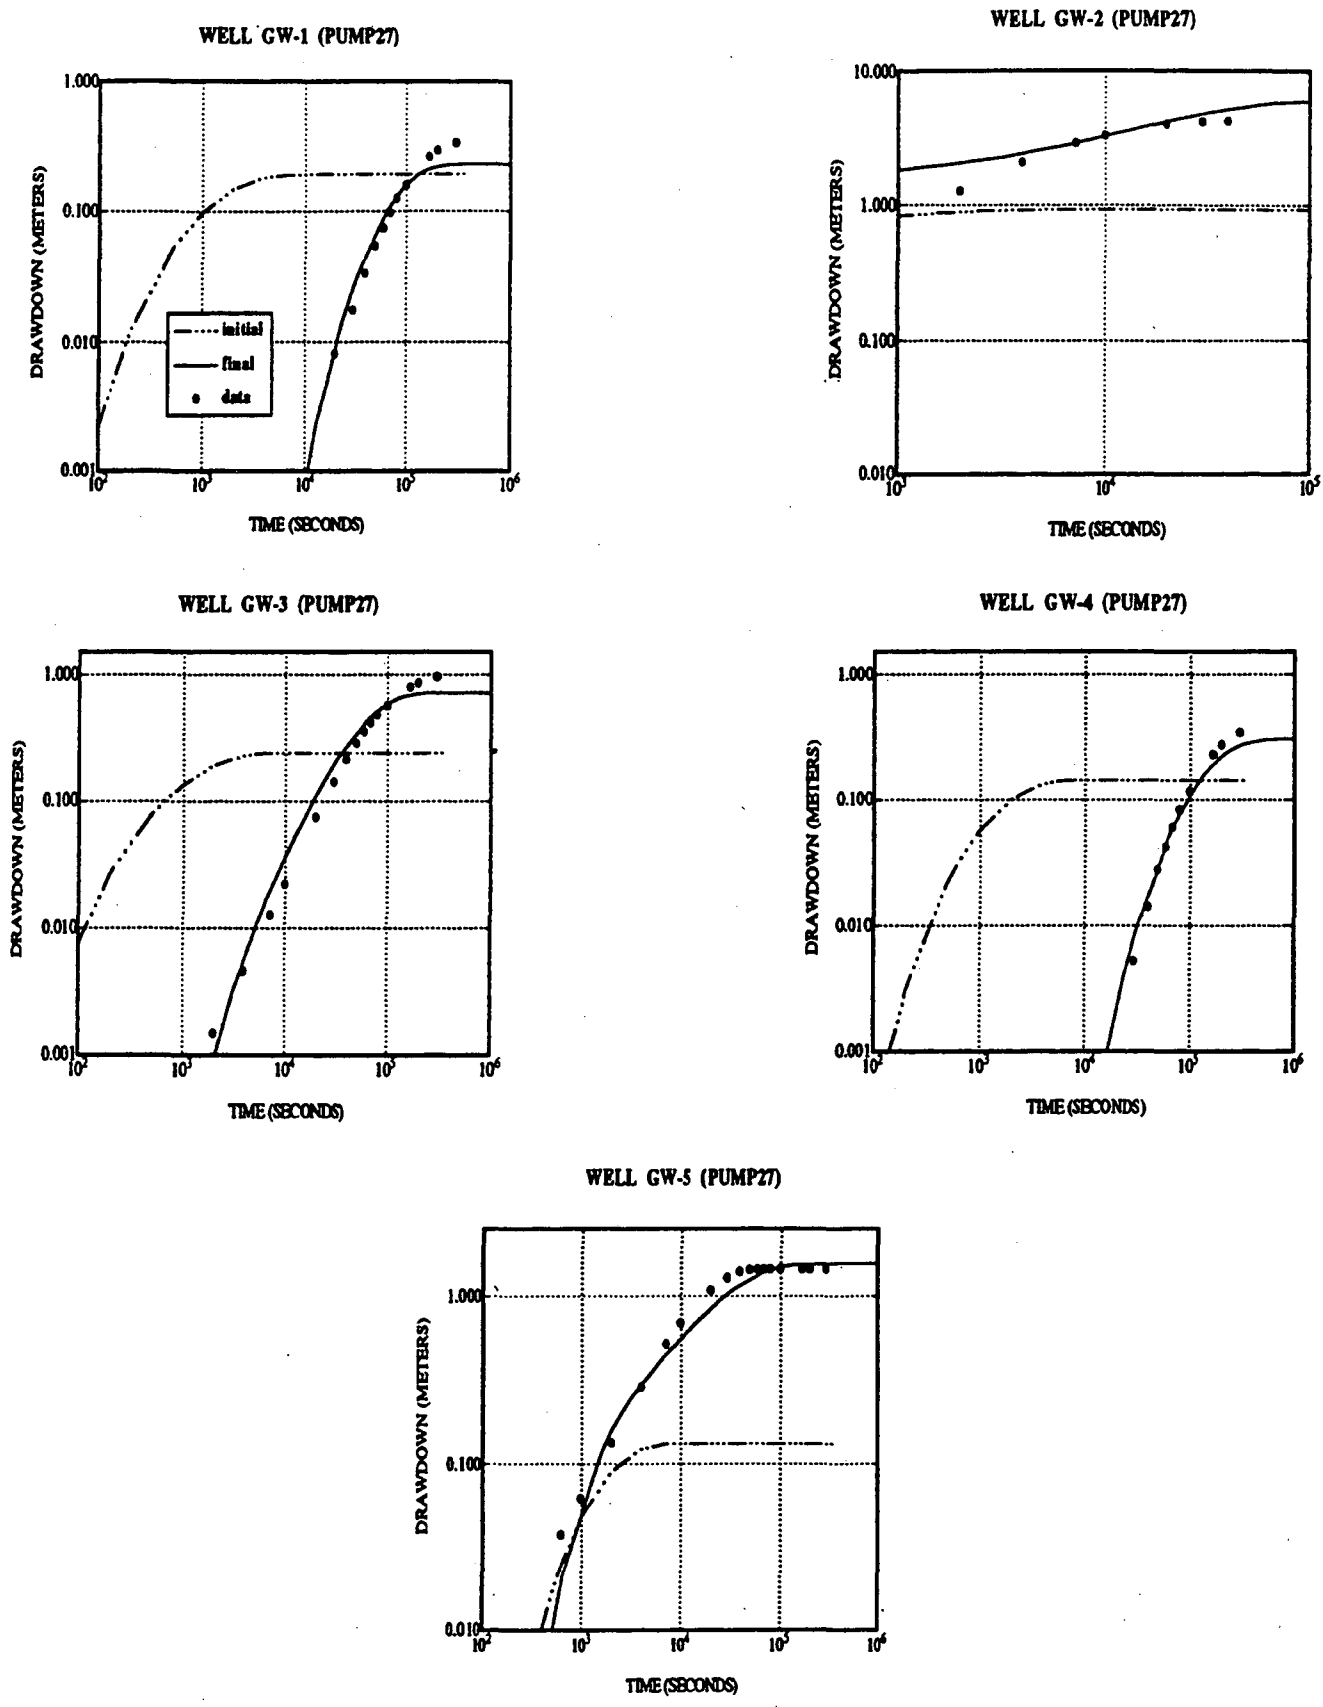 WELL GW-1 (PUMP27)
1.000
0.100
0.010
0.001
DRAWDOWN (METERS)
initial
final
data
10² 10³ 10⁴ 10⁵ 10⁶
TIME (SECONDS)
WELL GW-2 (PUMP27)
10.000
1.000
0.100
0.010
DRAWDOWN (METERS)
10³ 10⁴ 10⁵
TIME (SECONDS)
WELL GW-3 (PUMP27)
1.000
0.100
0.010
0.001
DRAWDOWN (METERS)
10² 10³ 10⁴ 10⁵ 10⁶
TIME (SECONDS)
WELL GW-4 (PUMP27)
1.000
0.100
0.010
0.001
DRAWDOWN (METERS)
10² 10³ 10⁴ 10⁵ 10⁶
TIME (SECONDS)
WELL GW-5 (PUMP27)
1.000
0.100
0.010
DRAWDOWN (METERS)
10² 10³ 10⁴ 10⁵ 10⁶
TIME (SECONDS)